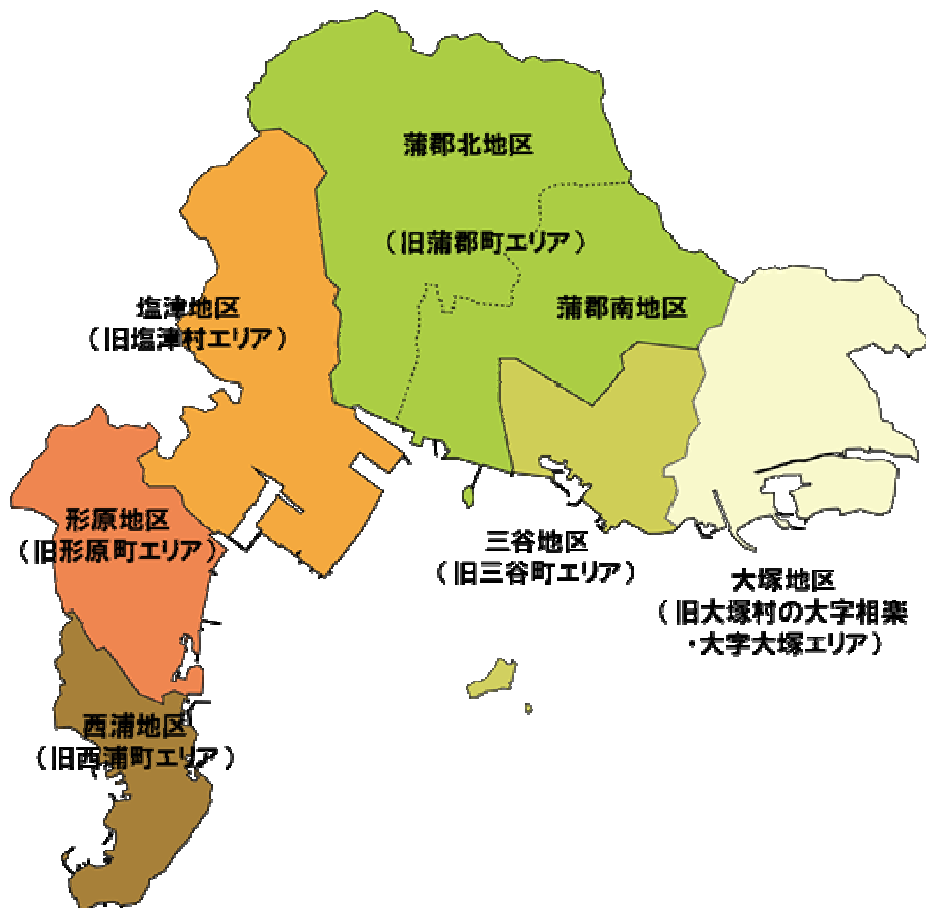 蒲郡北地区
（旧蒲郡町エリア）
蒲郡南地区
塩津地区
（旧塩津村エリア）
形原地区
（旧形原町エリア）
三谷地区
（旧三谷町エリア）
大塚地区
（旧大塚村の大字相楽
・大字大塚エリア）
西浦地区
（旧西浦町エリア）